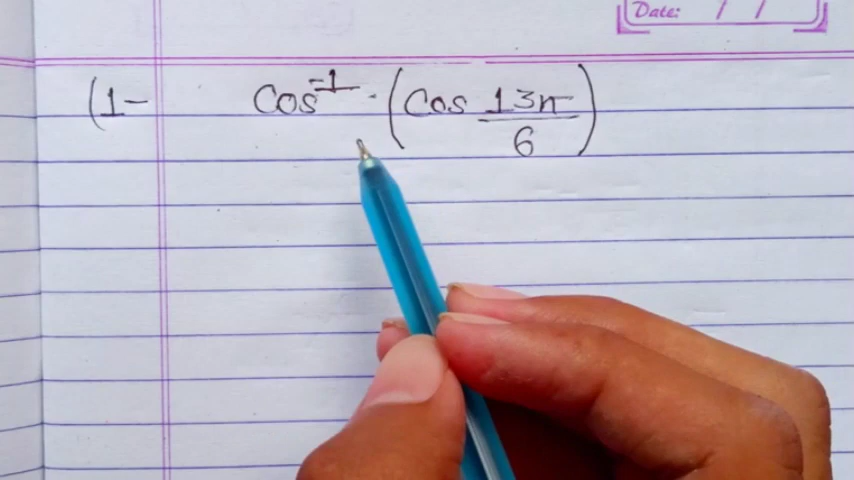 Date: / /
(1- cos⁻¹ · (cos 13π/6)